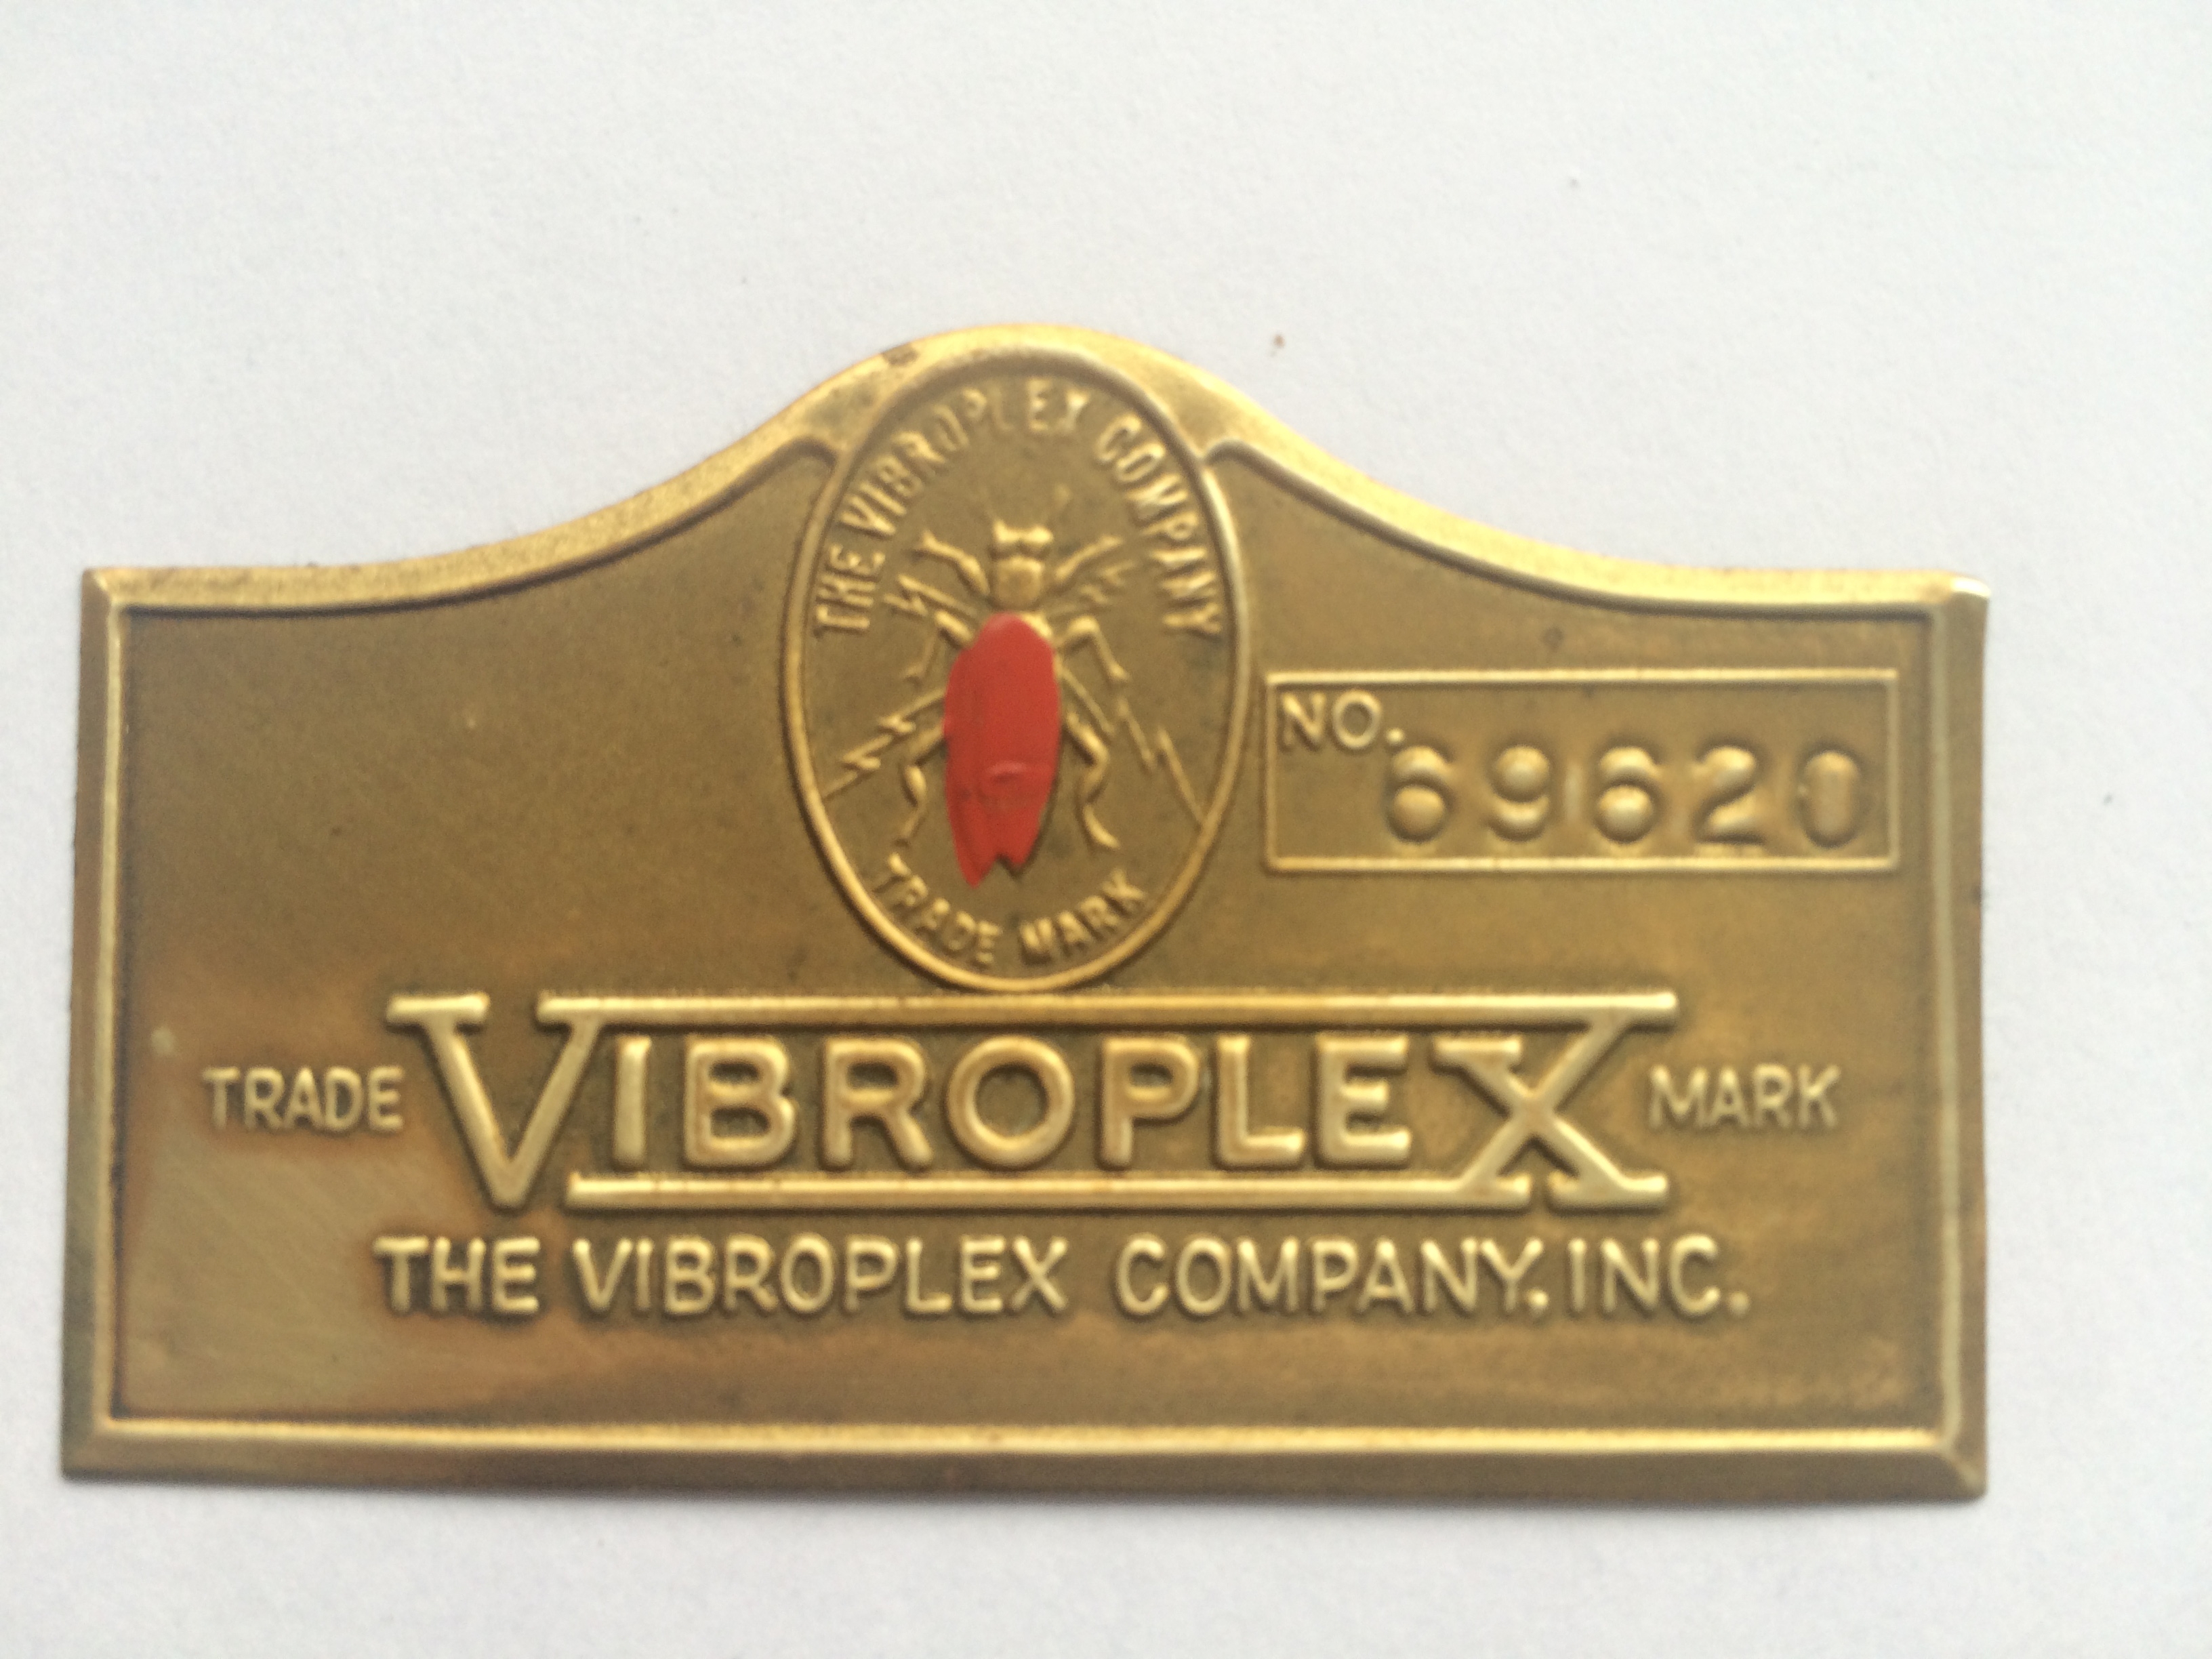 THE VIBROPLEX COMPANY
TRADE MARK
NO. 69620
TRADE VIBROPLEX MARK
THE VIBROPLEX COMPANY, INC.